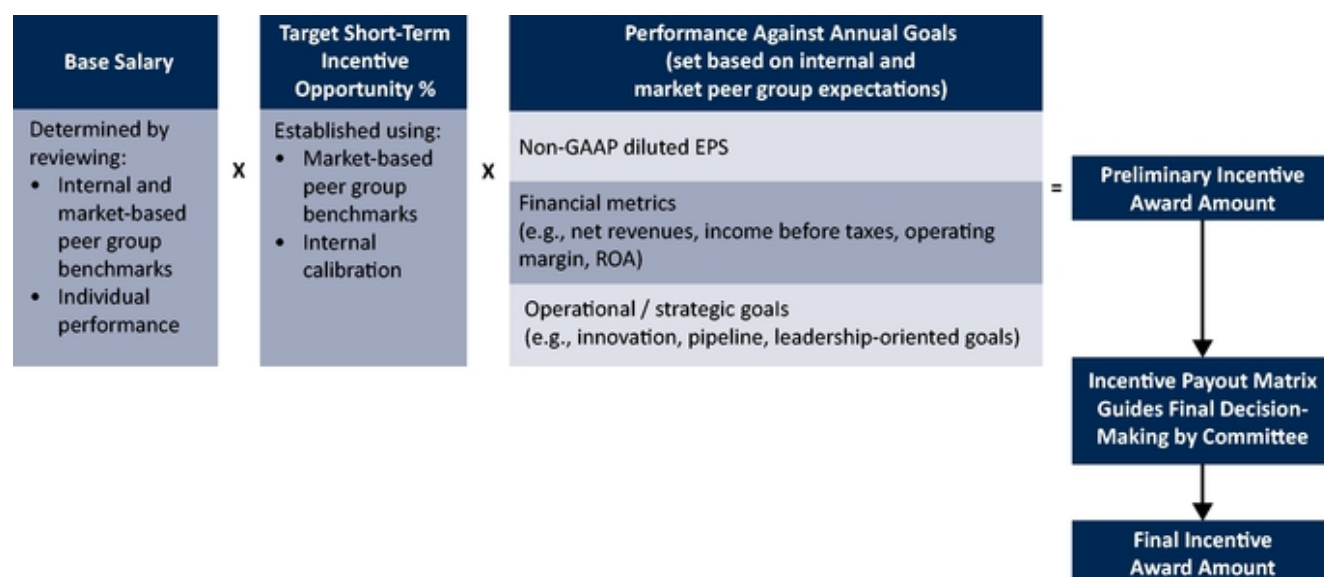 Base Salary
Determined by
reviewing:
• Internal and
market-based
peer group
benchmarks
• Individual
performance
X
Target Short-Term
Incentive
Opportunity %
Established using:
• Market-based
peer group
benchmarks
• Internal
calibration
X
Performance Against Annual Goals
(set based on internal and
market peer group expectations)
Non-GAAP diluted EPS
Financial metrics
(e.g., net revenues, income before taxes, operating
margin, ROA)
Operational / strategic goals
(e.g., innovation, pipeline, leadership-oriented goals)
=
Preliminary Incentive
Award Amount
Incentive Payout Matrix
Guides Final Decision-
Making by Committee
Final Incentive
Award Amount